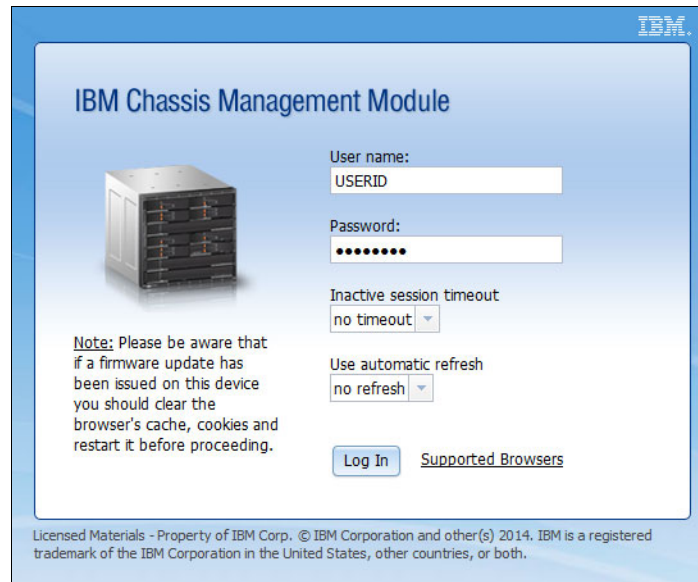 IBM.
IBM Chassis Management Module
User name:
USERID
Password:
••••••••
Inactive session timeout
no timeout
Use automatic refresh
no refresh
Note: Please be aware that
if a firmware update has
been issued on this device
you should clear the
browser's cache, cookies and
restart it before proceeding.
Log In
Supported Browsers
Licensed Materials - Property of IBM Corp. © IBM Corporation and other(s) 2014. IBM is a registered
trademark of the IBM Corporation in the United States, other countries, or both.